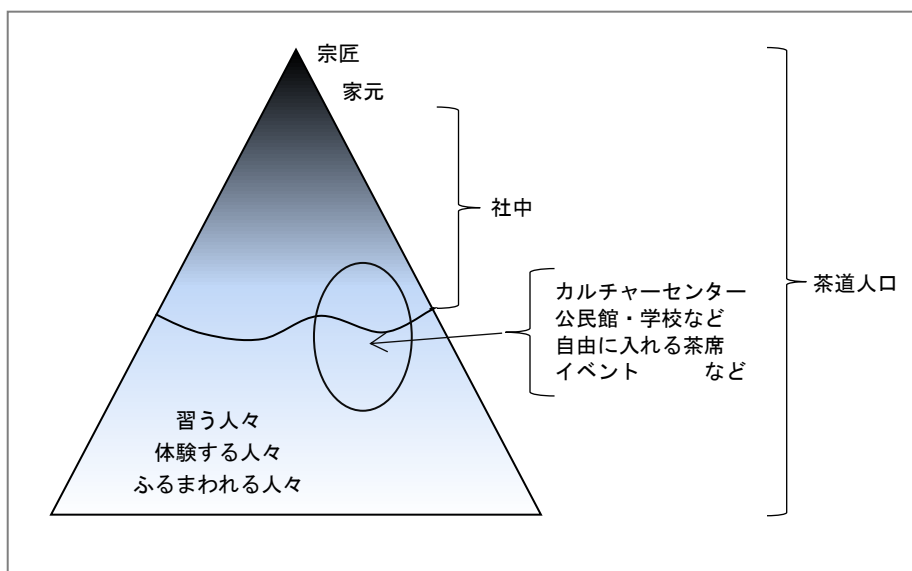 宗匠
家元
社中
カルチャーセンター
公民館・学校など
自由に入れる茶席
イベント　　　など
茶道人口
習う人々
体験する人々
ふるまわれる人々